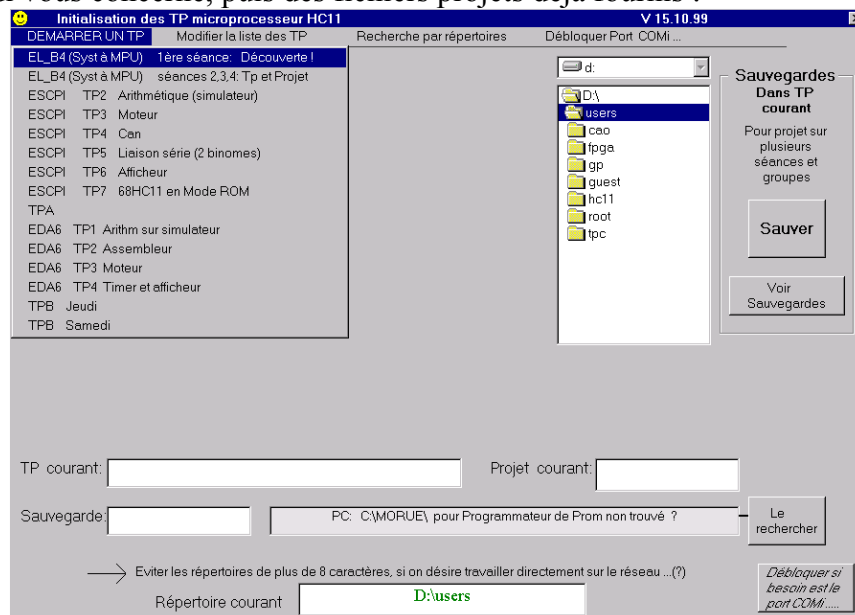 Initialisation des TP microprocesseur HC11 V 15.10.99
DEMARRER UN TP Modifier la liste des TP Recherche par répertoires Débloquer Port COMi ...
EL_B4 (Syst à MPU) 1ère séance: Découverte !
EL_B4 (Syst à MPU) séances 2,3,4: Tp et Projet
ESCPI TP2 Arithmétique (simulateur)
ESCPI TP3 Moteur
ESCPI TP4 Can
ESCPI TP5 Liaison série (2 binomes)
ESCPI TP6 Afficheur
ESCPI TP7 68HC11 en Mode ROM
TPA
EDA6 TP1 Arithm sur simulateur
EDA6 TP2 Assembleur
EDA6 TP3 Moteur
EDA6 TP4 Timer et afficheur
TPB Jeudi
TPB Samedi
d:
D:\
users
cao
fpga
gp
guest
hc11
root
tpc
Sauvegardes
Dans TP
courant
Pour projet sur
plusieurs
séances et
groupes
Sauver
Voir
Sauvegardes
TP courant:
Projet courant:
Sauvegarde:
PC: C:\MORUE\ pour Programmateur de Prom non trouvé ?
Le
rechercher
Eviter les répertoires de plus de 8 caractères, si on désire travailler directement sur le réseau ...(?)
Répertoire courant
D:\users
Débloquer si
besoin est le
port COMi.....